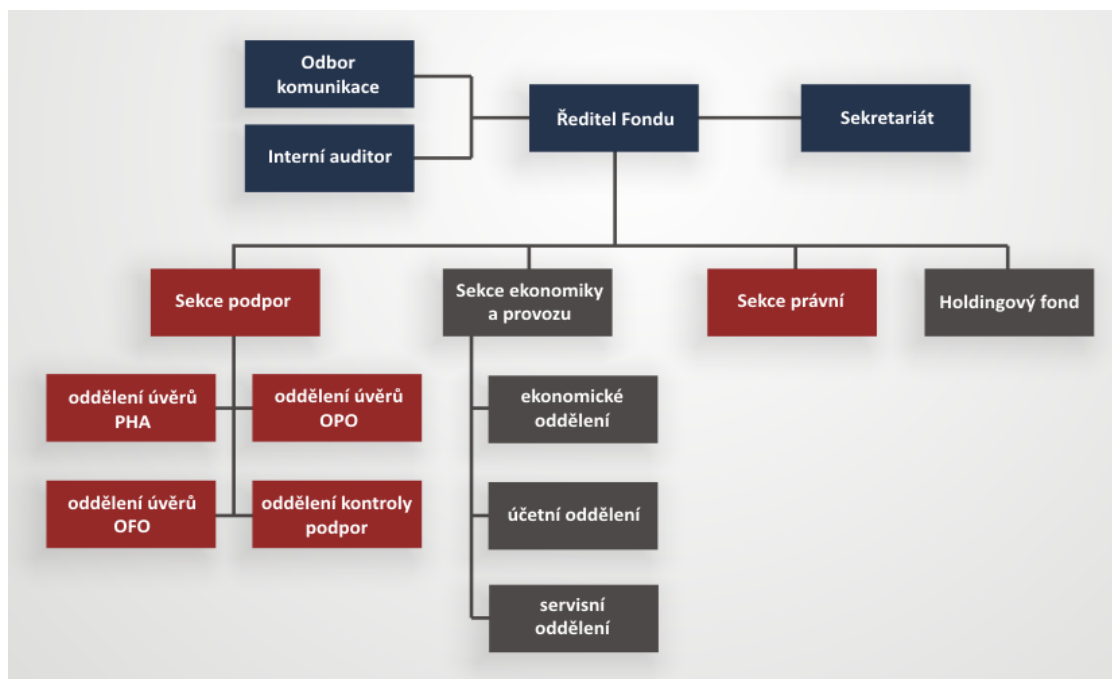 Odbor
komunikace
Ředitel Fondu
Sekretariát
Interní auditor
Sekce podpor
Sekce ekonomiky
a provozu
Sekce právní
Holdingový fond
oddělení úvěrů
PHA
oddělení úvěrů
OPO
ekonomické
oddělení
oddělení úvěrů
OFO
oddělení kontroly
podpor
účetní oddělení
servisní
oddělení